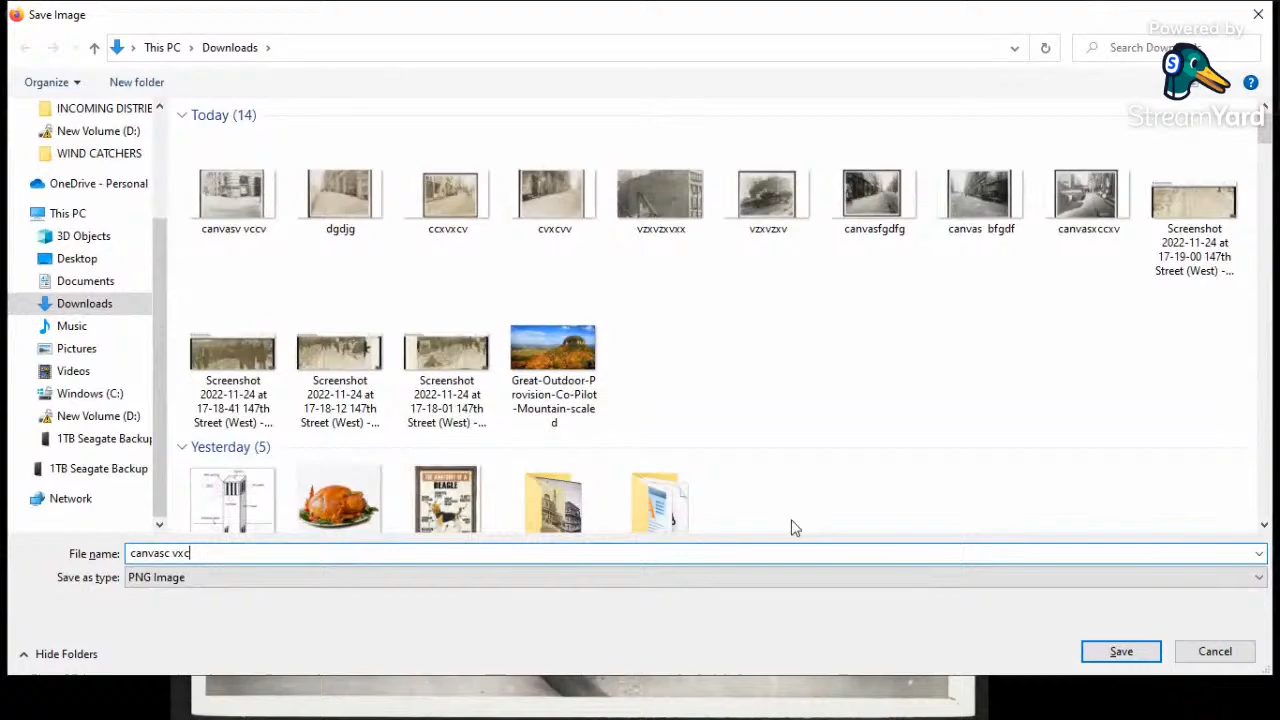 Save Image
Powered by
This PC
Downloads
Search Dow
Organize
New folder
StreamYard
INCOMING DISTRIE
New Volume (D:)
WIND CATCHERS
OneDrive - Personal
This PC
3D Objects
Desktop
Documents
Downloads
Music
Pictures
Videos
Windows (C:)
New Volume (D:)
1TB Seagate Backup
1TB Seagate Backup
Network
Today (14)
canvasv vccv
dgdjg
ccxvxcv
cvxcvv
vzxvzxvxx
vzxvzxv
canvasfgdfg
canvas bfgdf
canvasxccxv
Screenshot
2022-11-24 at
17-19-00 147th
Street (West) -...
Screenshot
2022-11-24 at
17-18-41 147th
Street (West) -...
Screenshot
2022-11-24 at
17-18-12 147th
Street (West) -...
Screenshot
2022-11-24 at
17-18-01 147th
Street (West) -...
Great-Outdoor-P
rovision-Co-Pilot
-Mountain-scale
d
Yesterday (5)
THE ANATOMY OF A
BEAGLE
File name:
canvasc vxc
Save as type:
PNG Image
Hide Folders
Save
Cancel